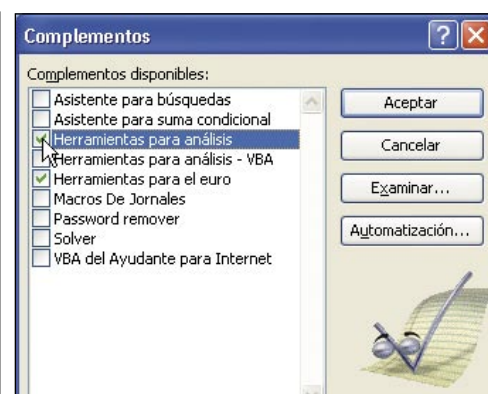 Complementos
Complementos disponibles:
Asistente para búsquedas
Asistente para suma condicional
Herramientas para análisis
Herramientas para análisis - VBA
Herramientas para el euro
Macros De Jornales
Password remover
Solver
VBA del Ayudante para Internet
Aceptar
Cancelar
Examinar...
Automatización...